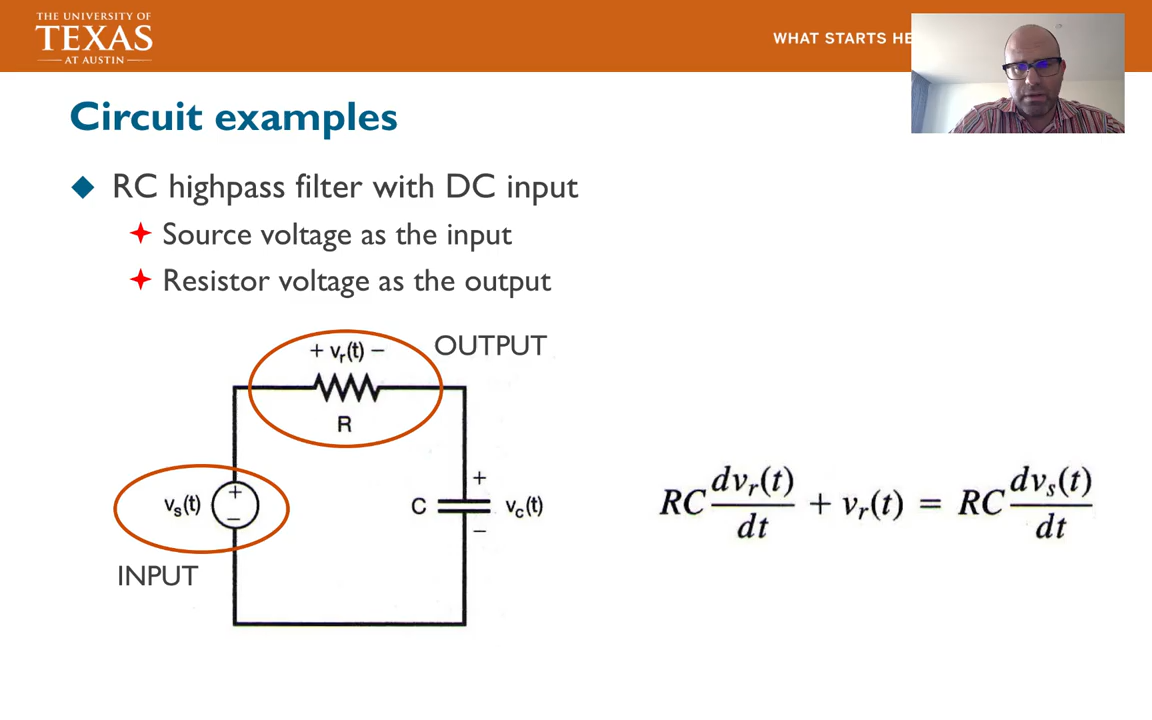 THE UNIVERSITY OF
TEXAS
AT AUSTIN
WHAT STARTS HE
Circuit examples
RC highpass filter with DC input
Source voltage as the input
Resistor voltage as the output
+ vr(t) −
OUTPUT
R
vs(t)
+
−
C
+
vc(t)
−
INPUT
RC dvr(t)/dt + vr(t) = RC dvs(t)/dt